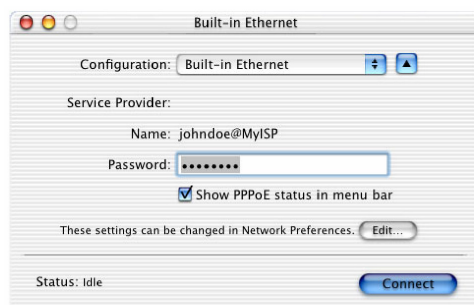 Built-in Ethernet
Configuration: Built-in Ethernet
Service Provider:
Name: johndoe@MyISP
Password: ••••••••
Show PPPoE status in menu bar
These settings can be changed in Network Preferences. Edit...
Status: Idle Connect